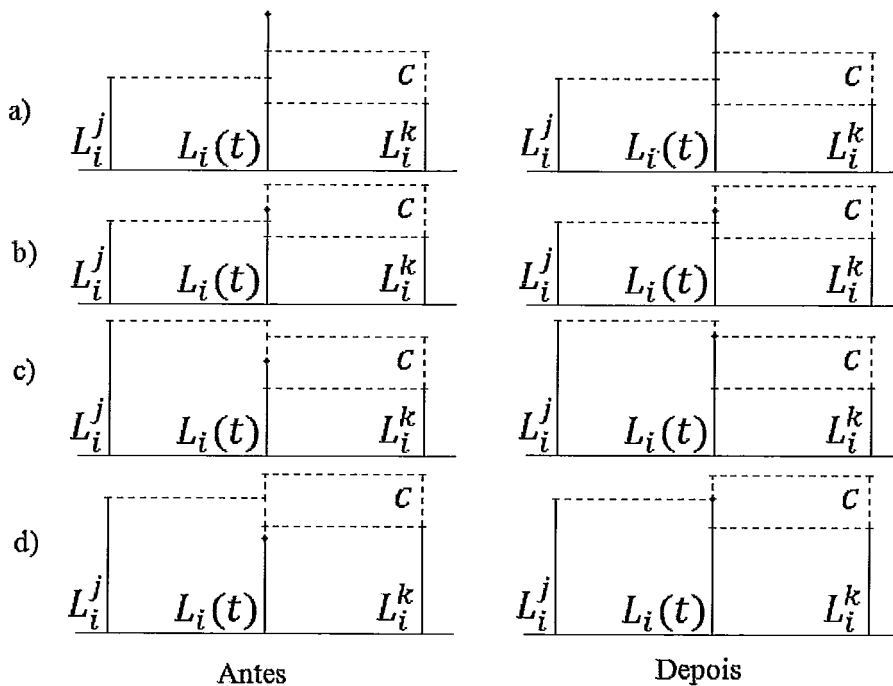 a) L_i^j L_i(t) L_i^k C L_i^j L_i(t) L_i^k C
b) L_i^j L_i(t) L_i^k C L_i^j L_i(t) L_i^k C
c) L_i^j L_i(t) L_i^k C L_i^j L_i(t) L_i^k C
d) L_i^j L_i(t) L_i^k C L_i^j L_i(t) L_i^k C
Antes Depois